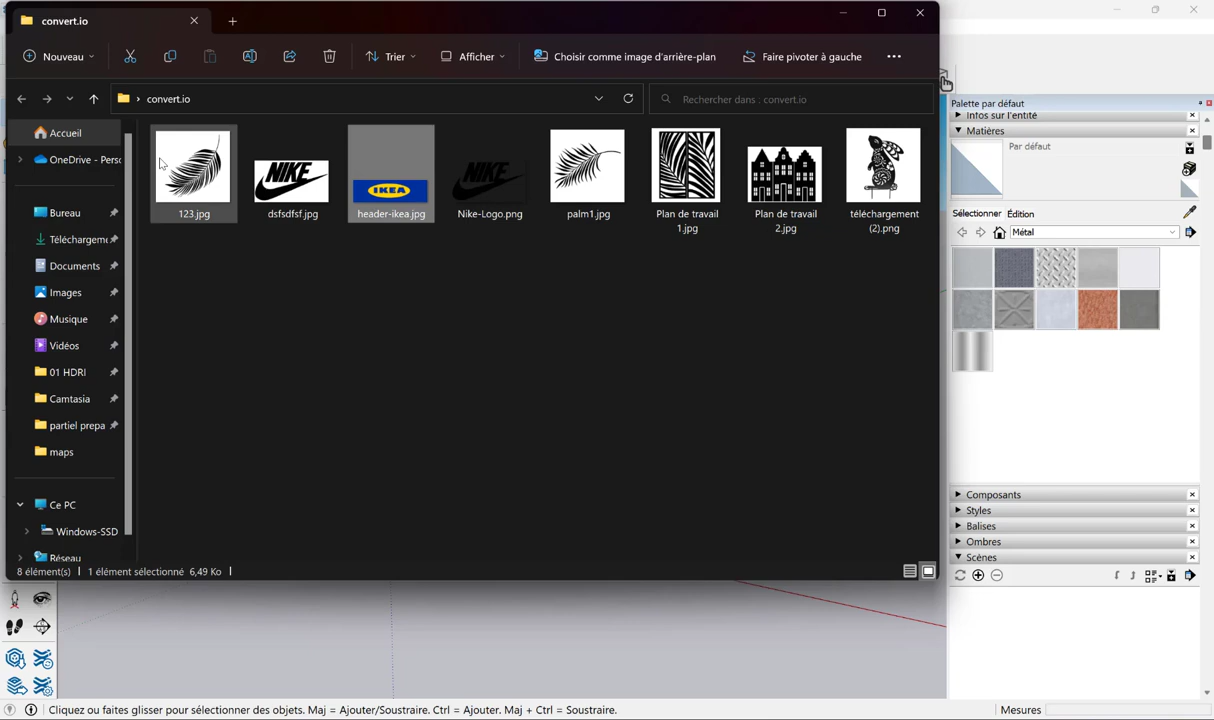 convert.io
Nouveau
Trier
Afficher
Choisir comme image d'arrière-plan
Faire pivoter à gauche
convert.io
Rechercher dans : convert.io
Accueil
OneDrive - Perso
Bureau
Téléchargeme
Documents
Images
Musique
Vidéos
01 HDRI
Camtasia
partiel prepa
maps
Ce PC
Windows-SSD
Réseau
NIKE
IKEA
123.jpg
dsfsdfsf.jpg
header-ikea.jpg
Nike-Logo.png
palm1.jpg
Plan de travail
1.jpg
Plan de travail
2.jpg
téléchargement
(2).png
8 élément(s)
1 élément sélectionné 6,49 Ko
Palette par défaut
Infos sur l'entité
Matières
Par défaut
Sélectionner
Édition
Métal
Composants
Styles
Balises
Ombres
Scènes
Cliquez ou faites glisser pour sélectionner des objets. Maj = Ajouter/Soustraire. Ctrl = Ajouter. Maj + Ctrl = Soustraire.
Mesures